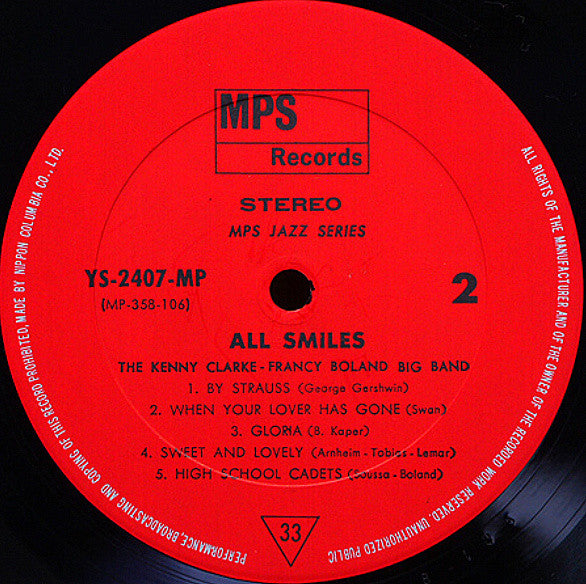 MPS
Records
STEREO
MPS JAZZ SERIES
YS-2407-MP
(MP-358-106)
2
ALL SMILES
THE KENNY CLARKE - FRANCY BOLAND BIG BAND
1. BY STRAUSS (George Gershwin)
2. WHEN YOUR LOVER HAS GONE (Swan)
3. GLORIA (B. Kaper)
4. SWEET AND LOVELY (Arnheim - Tobias - Lemar)
5. HIGH SCHOOL CADETS (Soussa - Boland)
33
ALL RIGHTS OF THE MANUFACTURER AND OF THE OWNER OF THE RECORDED WORK RESERVED. UNAUTHORIZED PUBLIC
PERFORMANCE, BROADCASTING AND COPYING OF THIS RECORD PROHIBITED. MADE BY NIPPON COLUMBIA CO., LTD.